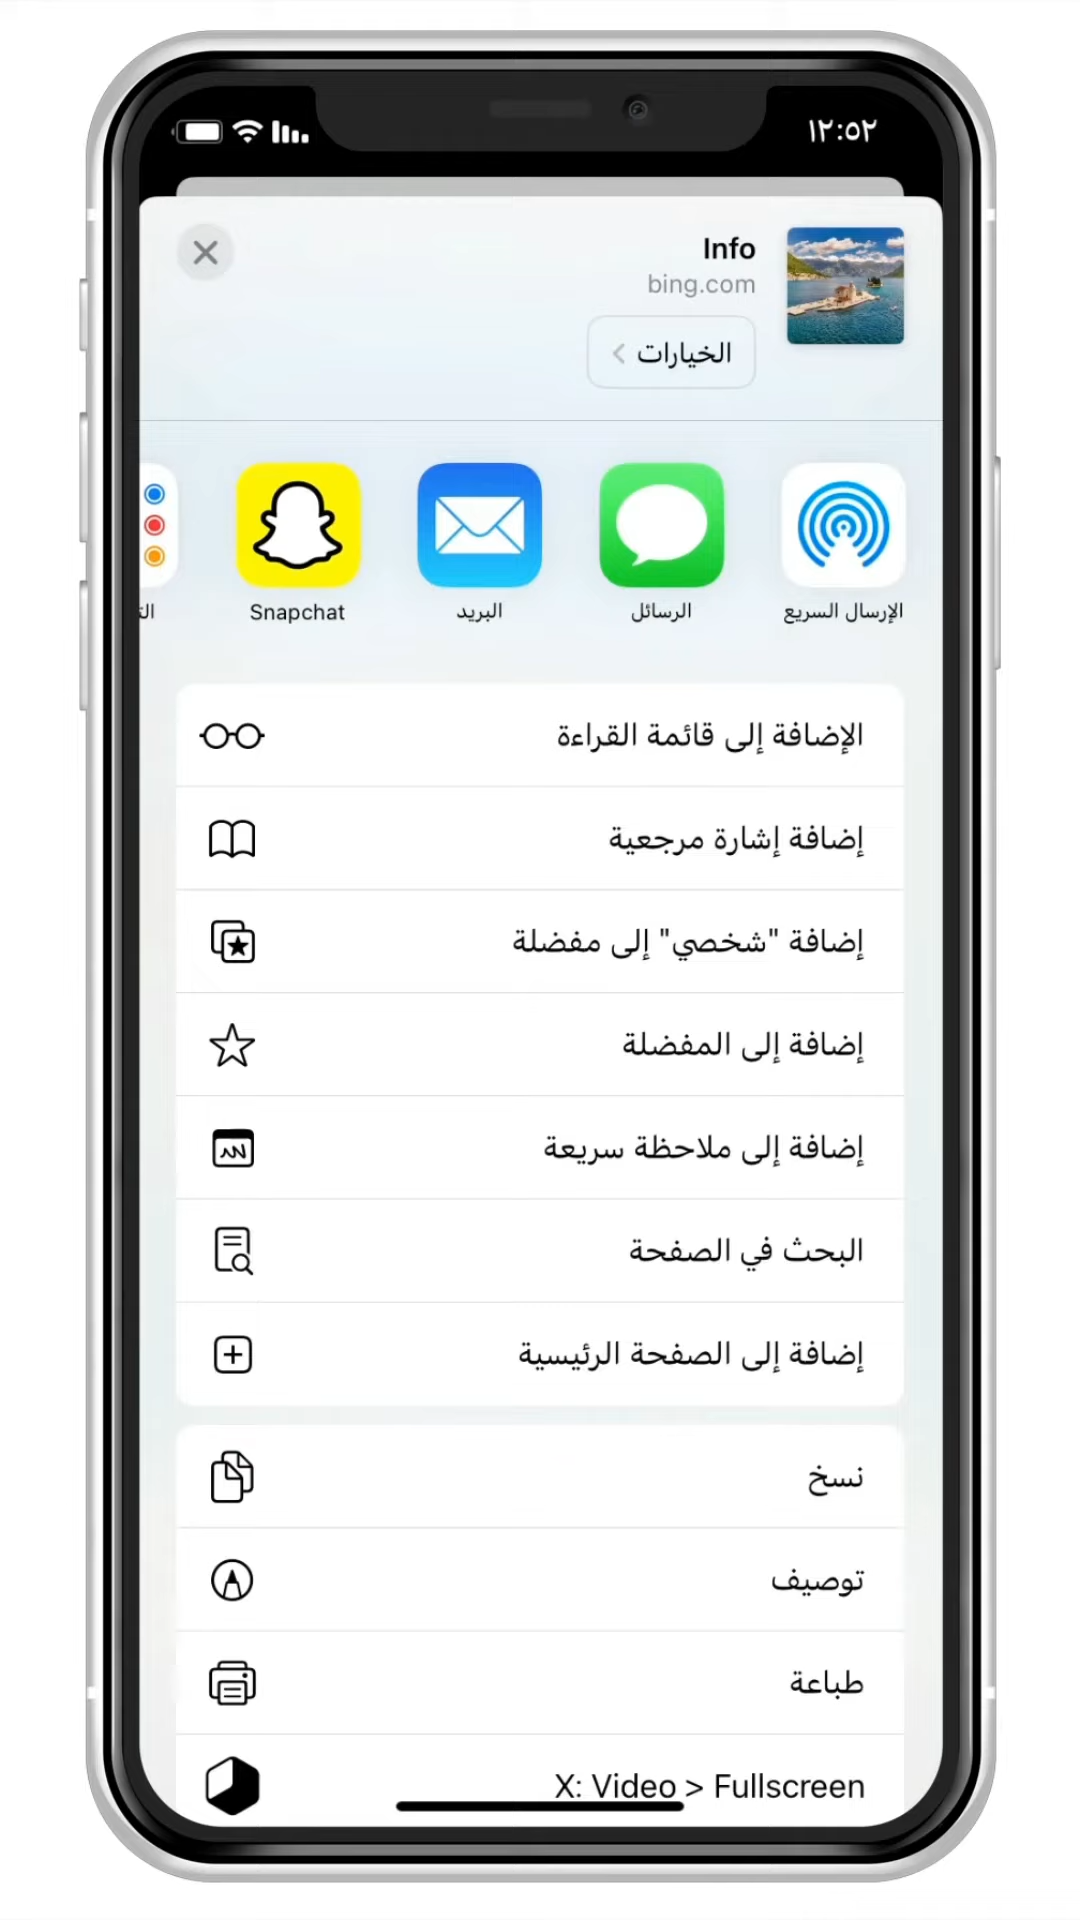 ١٢:٥٢
Info
bing.com
الخيارات
الإرسال السريع
الرسائل
البريد
Snapchat
الإضافة إلى قائمة القراءة
إضافة إشارة مرجعية
إضافة "شخصي" إلى مفضلة
إضافة إلى المفضلة
إضافة إلى ملاحظة سريعة
البحث في الصفحة
إضافة إلى الصفحة الرئيسية
نسخ
توصيف
طباعة
X: Video > Fullscreen